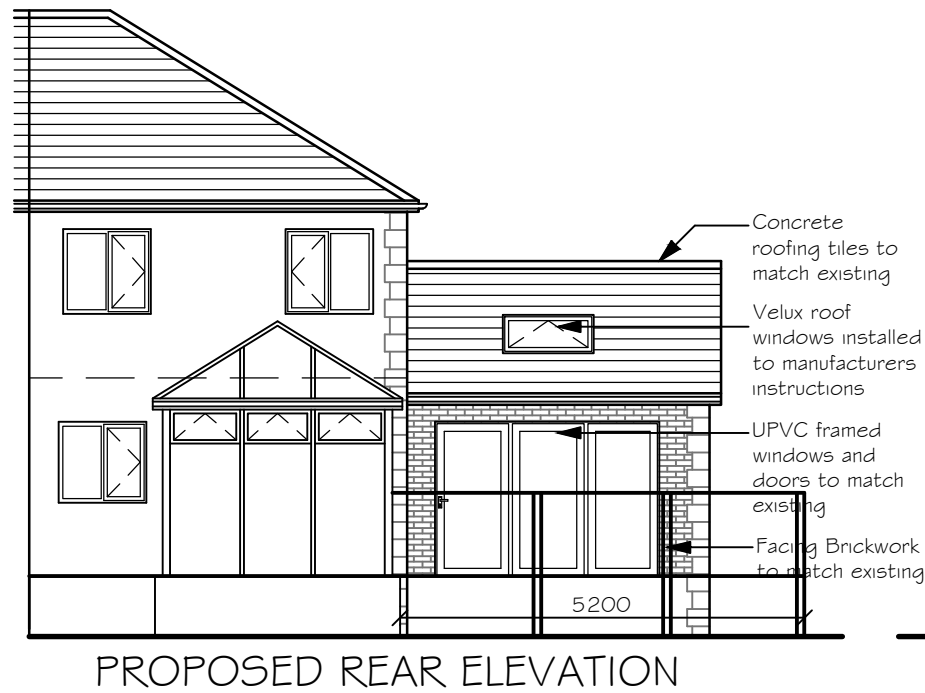 Concrete
roofing tiles to
match existing
Velux roof
windows installed
to manufacturers
instructions
UPVC framed
windows and
doors to match
existing
Facing Brickwork
to match existing
5200
PROPOSED REAR ELEVATION